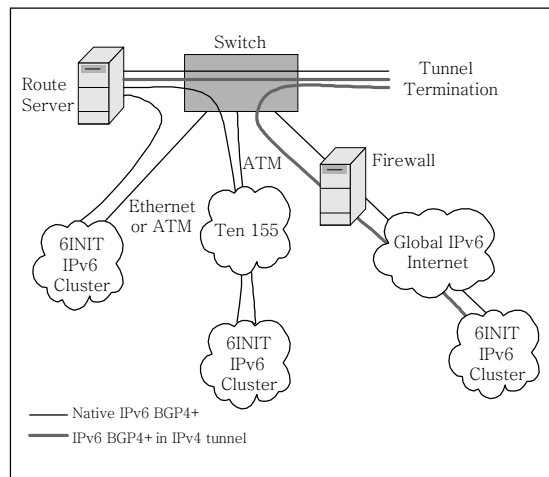 Switch
Route
Server
Tunnel
Termination
Firewall
ATM
Ethernet
or ATM
Ten 155
6INIT
IPv6
Cluster
Global IPv6
Internet
6INIT
IPv6
Cluster
6INIT
IPv6
Cluster
Native IPv6 BGP4+
IPv6 BGP4+ in IPv4 tunnel